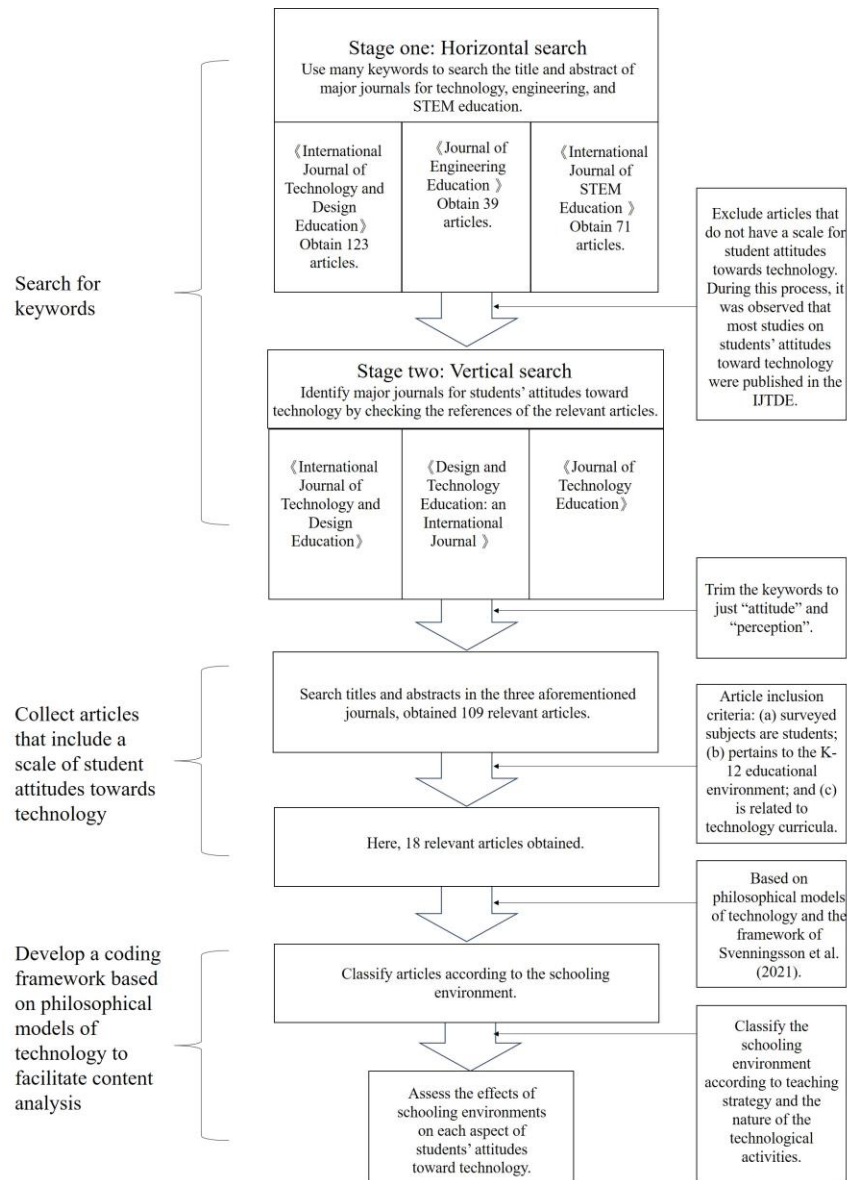 Stage one: Horizontal search
Use many keywords to search the title and abstract of
major journals for technology, engineering, and
STEM education.
《International
Journal of
Technology and
Design
Education》
Obtain 123
articles.
《Journal of
Engineering
Education 》
Obtain 39
articles.
《International
Journal of
STEM
Education 》
Obtain 71
articles.
Exclude articles that
do not have a scale for
student attitudes
towards technology.
During this process, it
was observed that
most studies on
students’ attitudes
toward technology
were published in the
IJTDE.
Search for
keywords
Stage two: Vertical search
Identify major journals for students’ attitudes toward
technology by checking the references of the relevant articles.
《International
Journal of
Technology and
Design
Education》
《Design and
Technology
Education: an
International
Journal 》
《Journal of
Technology
Education》
Trim the keywords to
just “attitude” and
“perception”.
Collect articles
that include a
scale of student
attitudes towards
technology
Search titles and abstracts in the three aforementioned
journals, obtained 109 relevant articles.
Article inclusion
criteria: (a) surveyed
subjects are students;
(b) pertains to the K-
12 educational
environment; and (c)
is related to
technology curricula.
Here, 18 relevant articles obtained.
Based on
philosophical models
of technology and the
framework of
Svenningsson et al.
(2021).
Develop a coding
framework based
on philosophical
models of
technology to
facilitate content
analysis
Classify articles according to the schooling
environment.
Classify the
schooling
environment
according to teaching
strategy and the
nature of the
technological
activities.
Assess the effects of
schooling environments
on each aspect of
students’ attitudes
toward technology.